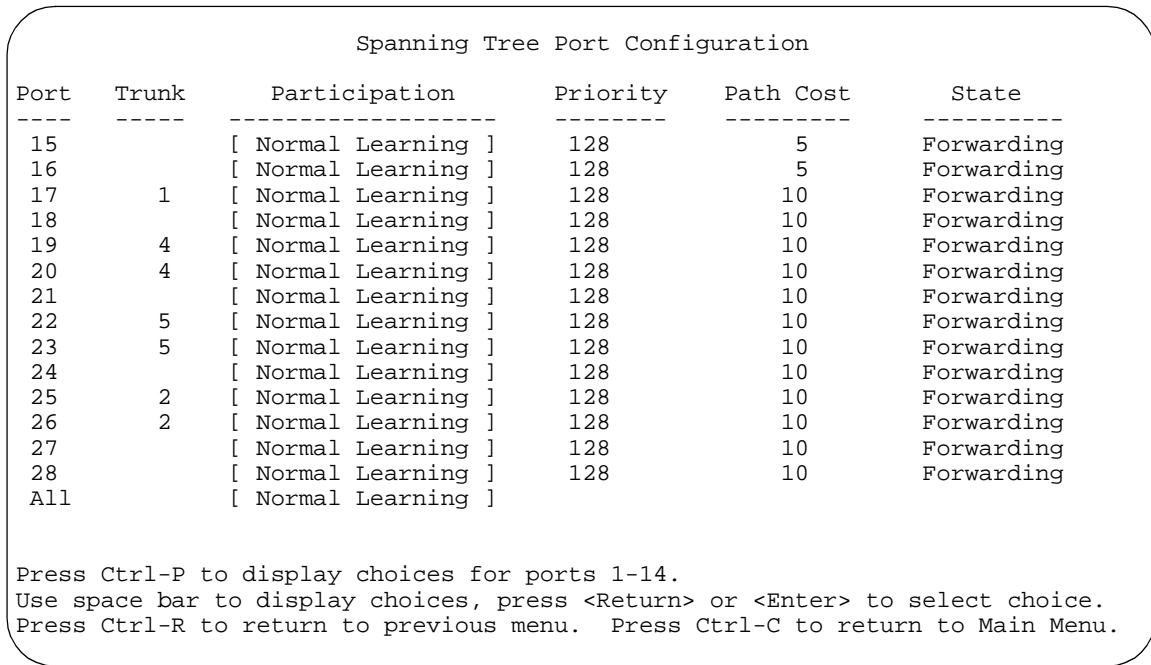 Spanning Tree Port Configuration
Port Trunk Participation Priority Path Cost State
---- ----- ------------------- -------- --------- ----------
15 [ Normal Learning ] 128 5 Forwarding
16 [ Normal Learning ] 128 5 Forwarding
17 1 [ Normal Learning ] 128 10 Forwarding
18 [ Normal Learning ] 128 10 Forwarding
19 4 [ Normal Learning ] 128 10 Forwarding
20 4 [ Normal Learning ] 128 10 Forwarding
21 [ Normal Learning ] 128 10 Forwarding
22 5 [ Normal Learning ] 128 10 Forwarding
23 5 [ Normal Learning ] 128 10 Forwarding
24 [ Normal Learning ] 128 10 Forwarding
25 2 [ Normal Learning ] 128 10 Forwarding
26 2 [ Normal Learning ] 128 10 Forwarding
27 [ Normal Learning ] 128 10 Forwarding
28 [ Normal Learning ] 128 10 Forwarding
All [ Normal Learning ]
Press Ctrl-P to display choices for ports 1-14.
Use space bar to display choices, press <Return> or <Enter> to select choice.
Press Ctrl-R to return to previous menu. Press Ctrl-C to return to Main Menu.